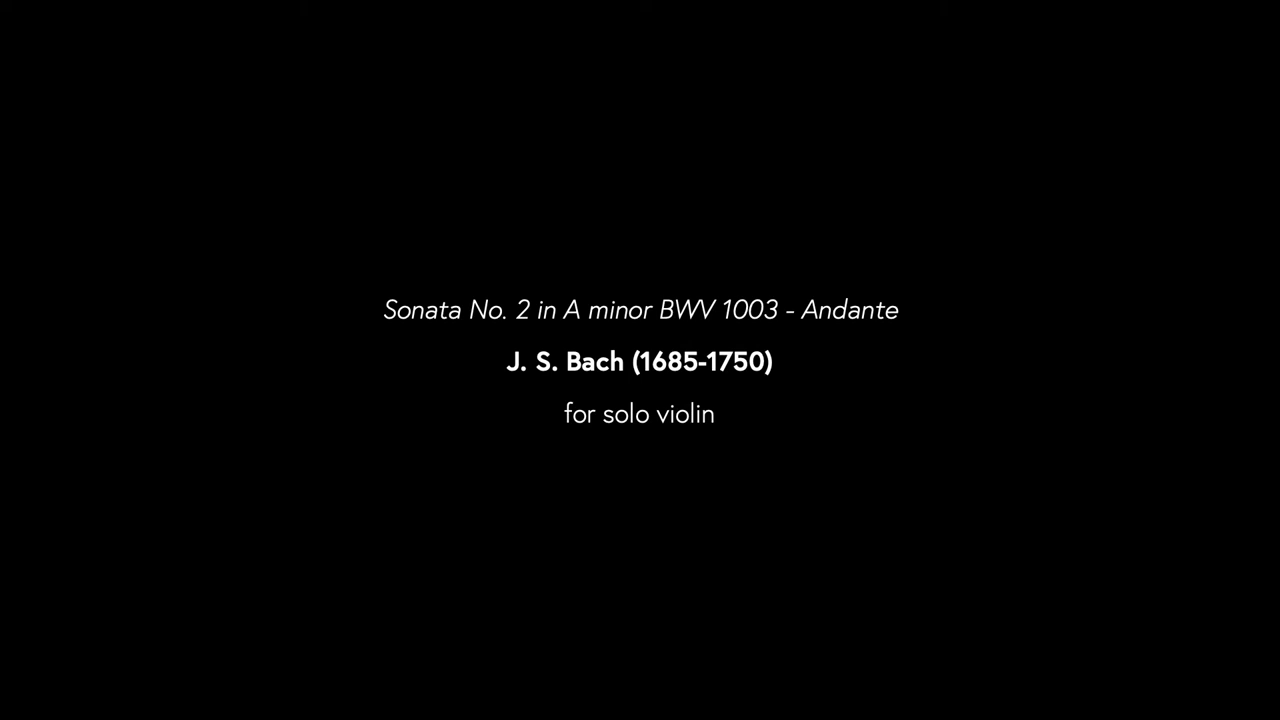 Sonata No. 2 in A minor BWV 1003 - Andante
J. S. Bach (1685-1750)
for solo violin